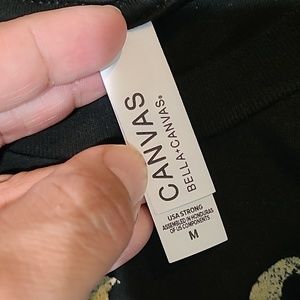 CANVAS
BELLA+CANVAS®
USA STRONG
ASSEMBLED IN HONDURAS
OF US COMPONENTS
M